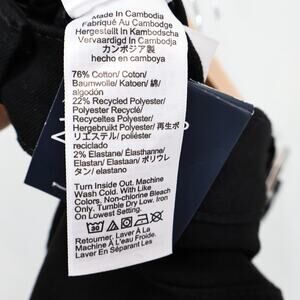 Made in Cambodia
Fabriqué Au Cambodge
Hergestellt in Kambodscha
Vervaardigd In Cambodja
カンボジア製
hecho en camboya
76% Cotton/ Coton/
Baumwolle/ Katoen/ 綿/
algodón
22% Recycled Polyester/
Polyester Recyclé/
Recyceltes Polyester/
Hergebruikt Polyester/ 再生ポ
リエステル/ poliéster
reciclado
2% Elastane/ Élasthanne/
Elastan/ Elastaan/ ポリウレ
タン/ elastano
Turn Inside Out. Machine
Wash Cold. With Like
Colors. Non-chlorine Bleach
Only. Tumble Dry Low. Iron
On Lowest Setting.
Retourner. Laver À La
Machine À L'eau Froide.
Laver En Séparant Les